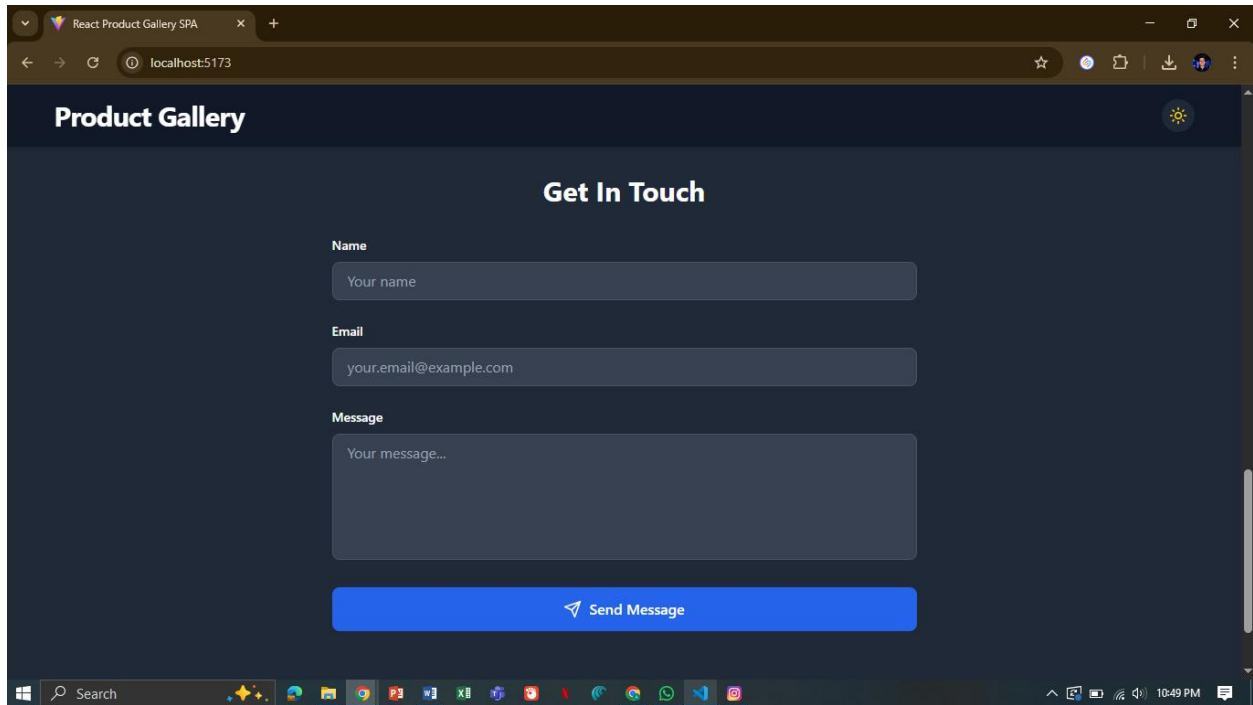 React Product Gallery SPA
localhost:5173
Product Gallery
Get In Touch
Name
Your name
Email
your.email@example.com
Message
Your message...
Send Message
Search
10:49 PM